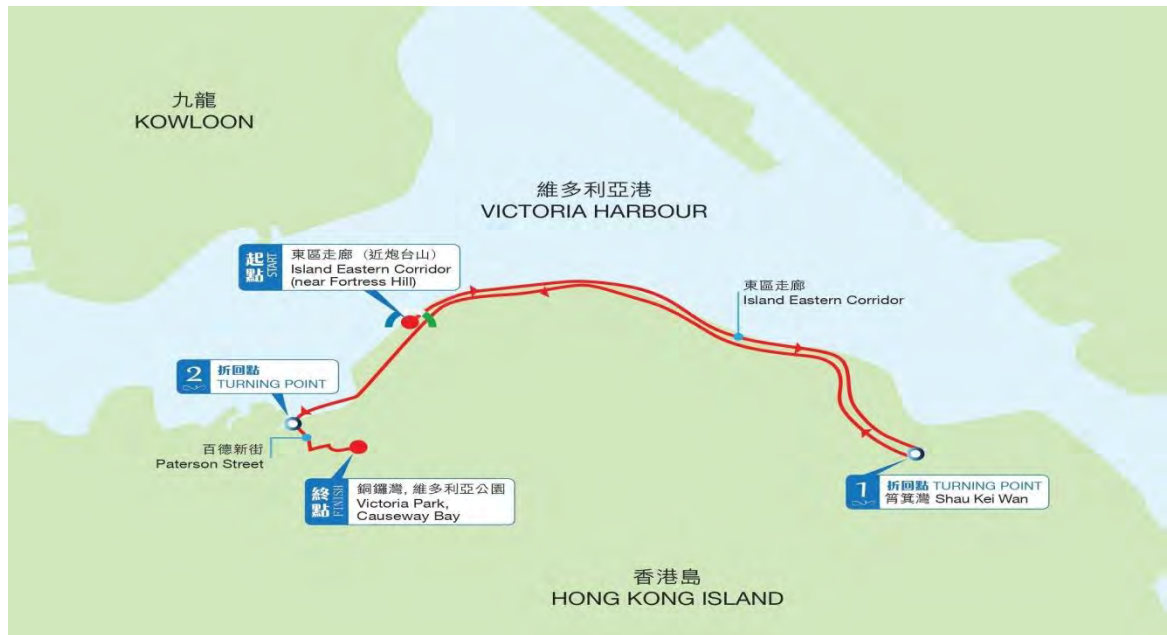 九龍
KOWLOON
維多利亞港
VICTORIA HARBOUR
起點 START
東區走廊 (近炮台山)
Island Eastern Corridor
(near Fortress Hill)
東區走廊
Island Eastern Corridor
2 折回點
TURNING POINT
百德新街
Paterson Street
終點 FINISH
銅鑼灣, 維多利亞公園
Victoria Park,
Causeway Bay
1 折回點 TURNING POINT
筲箕灣 Shau Kei Wan
香港島
HONG KONG ISLAND